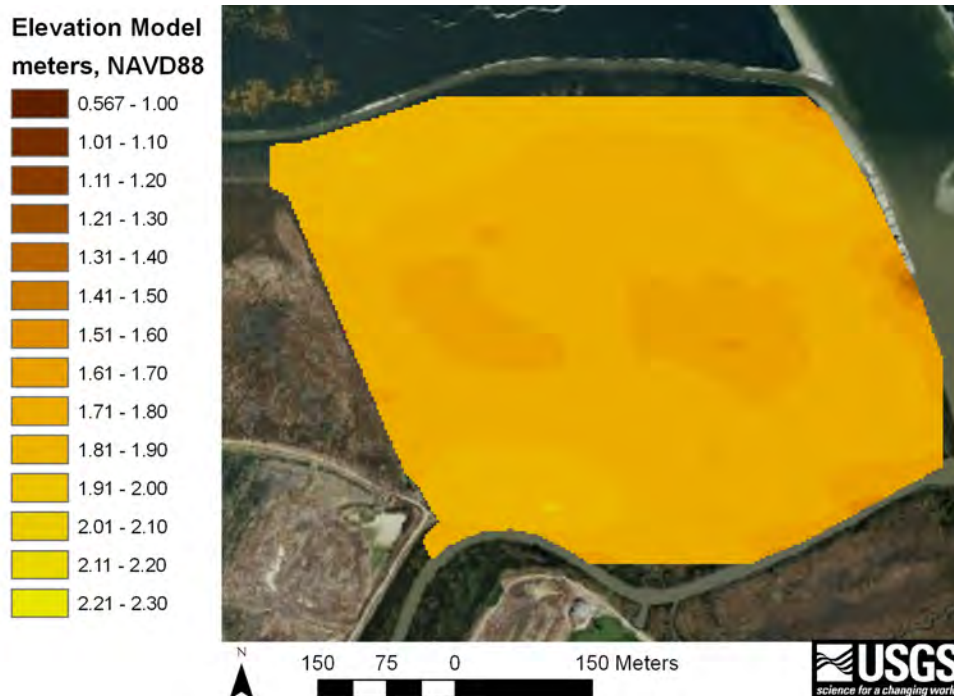 Elevation Model
meters, NAVD88
0.567 - 1.00
1.01 - 1.10
1.11 - 1.20
1.21 - 1.30
1.31 - 1.40
1.41 - 1.50
1.51 - 1.60
1.61 - 1.70
1.71 - 1.80
1.81 - 1.90
1.91 - 2.00
2.01 - 2.10
2.11 - 2.20
2.21 - 2.30
N
150 75 0 150 Meters
USGS
science for a changing world